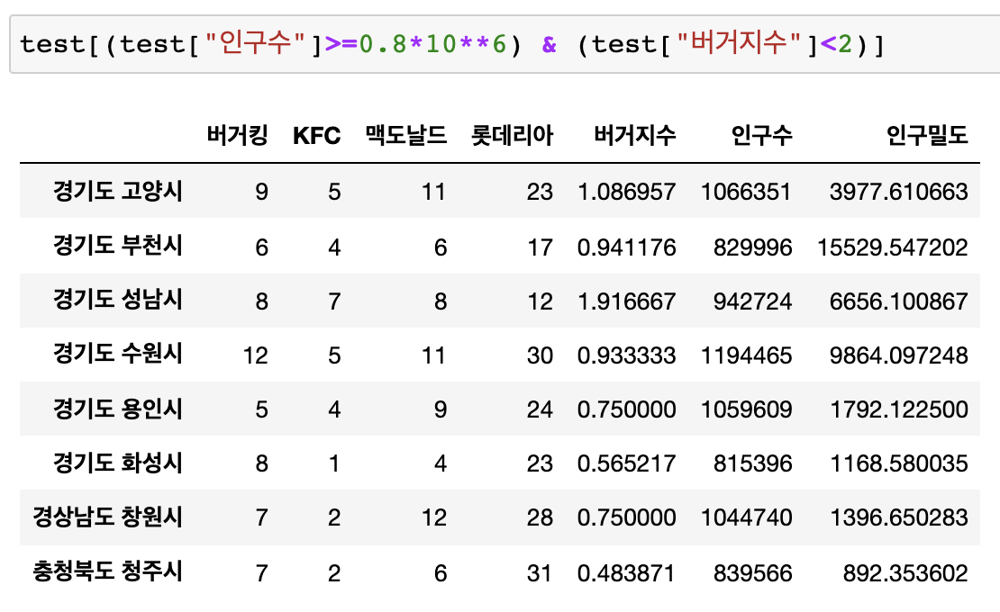 test[(test["인구수"]>=0.8*10**6) & (test["버거지수"]<2)]
버거킹 KFC 맥도날드 롯데리아 버거지수 인구수 인구밀도
경기도 고양시 9 5 11 23 1.086957 1066351 3977.610663
경기도 부천시 6 4 6 17 0.941176 829996 15529.547202
경기도 성남시 8 7 8 12 1.916667 942724 6656.100867
경기도 수원시 12 5 11 30 0.933333 1194465 9864.097248
경기도 용인시 5 4 9 24 0.750000 1059609 1792.122500
경기도 화성시 8 1 4 23 0.565217 815396 1168.580035
경상남도 창원시 7 2 12 28 0.750000 1044740 1396.650283
충청북도 청주시 7 2 6 31 0.483871 839566 892.353602